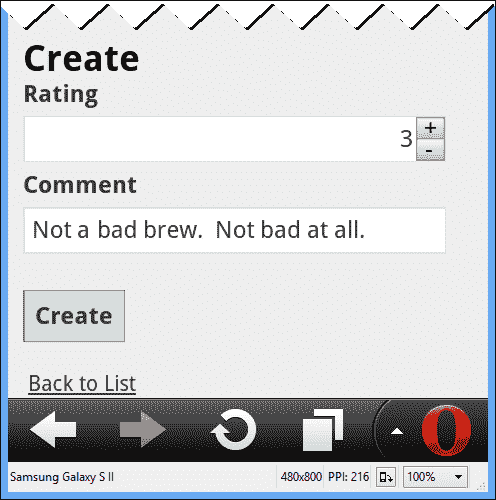 Create
Rating
3
+
-
Comment
Not a bad brew.  Not bad at all.
Create
Back to List
Samsung Galaxy S II 480x800 PPI: 216 100%